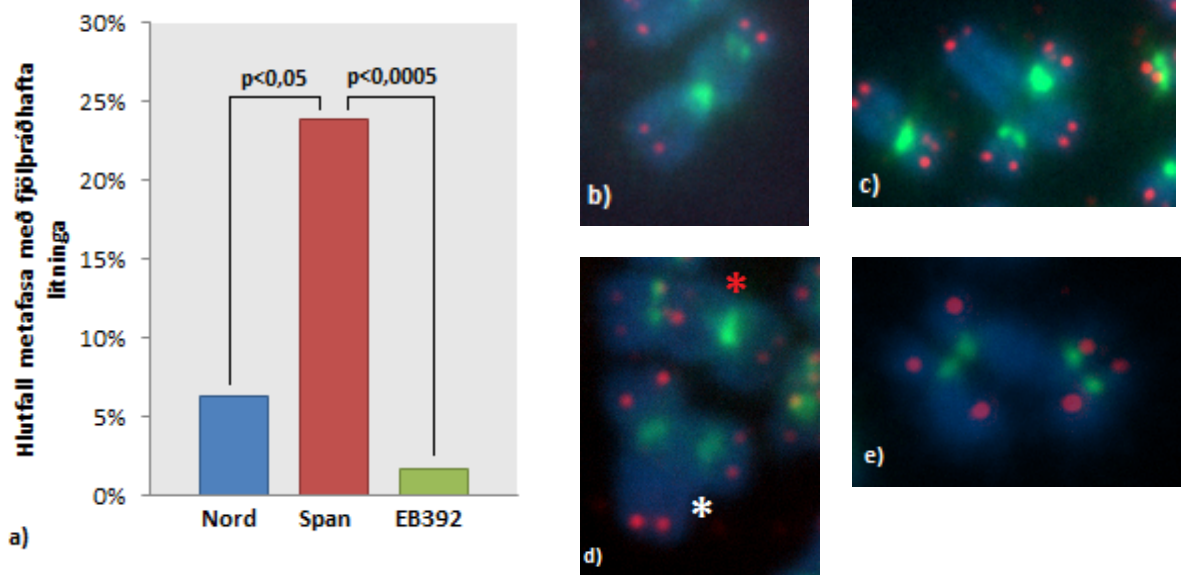 30%
25%
20%
15%
10%
5%
0%
Hlutfall metafasa með fjölþráðhafta
litninga
p<0,05
p<0,0005
Nord
Span
EB392
a)
b)
c)
*
*
d)
e)